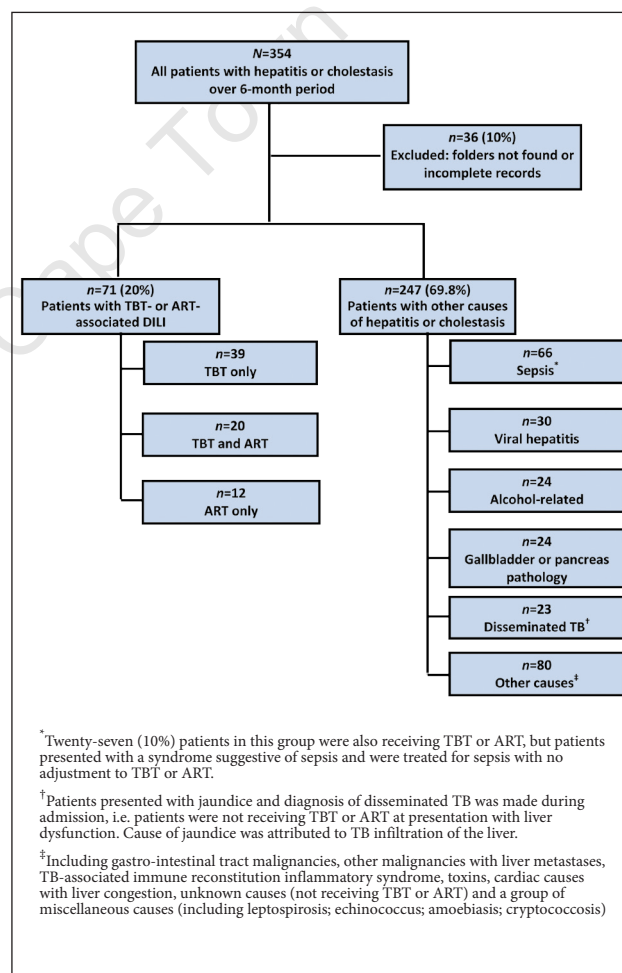 Cape Town
N=354
All patients with hepatitis or cholestasis
over 6-month period
n=36 (10%)
Excluded: folders not found or
incomplete records
n=71 (20%)
Patients with TBT- or ART-
associated DILI
n=39
TBT only
n=20
TBT and ART
n=12
ART only
n=247 (69.8%)
Patients with other causes
of hepatitis or cholestasis
n=66
Sepsis*
n=30
Viral hepatitis
n=24
Alcohol-related
n=24
Gallbladder or pancreas
pathology
n=23
Disseminated TB†
n=80
Other causes‡
*Twenty-seven (10%) patients in this group were also receiving TBT or ART, but patients
presented with a syndrome suggestive of sepsis and were treated for sepsis with no
adjustment to TBT or ART.
†Patients presented with jaundice and diagnosis of disseminated TB was made during
admission, i.e. patients were not receiving TBT or ART at presentation with liver
dysfunction. Cause of jaundice was attributed to TB infiltration of the liver.
‡Including gastro-intestinal tract malignancies, other malignancies with liver metastases,
TB-associated immune reconstitution inflammatory syndrome, toxins, cardiac causes
with liver congestion, unknown causes (not receiving TBT or ART) and a group of
miscellaneous causes (including leptospirosis; echinococcus; amoebiasis; cryptococcosis)